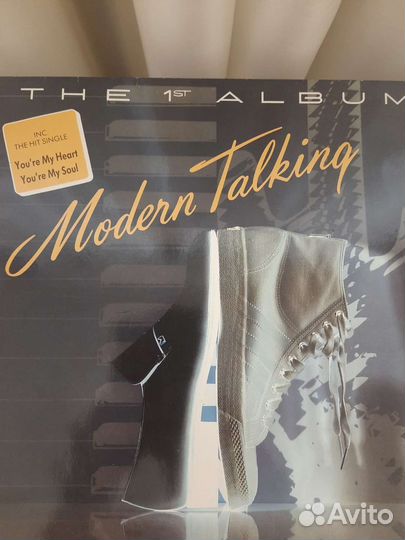 THE 1ST ALBUM
INC.
THE HIT SINGLE
You're My Heart
You're My Soul
Modern Talking
Avito